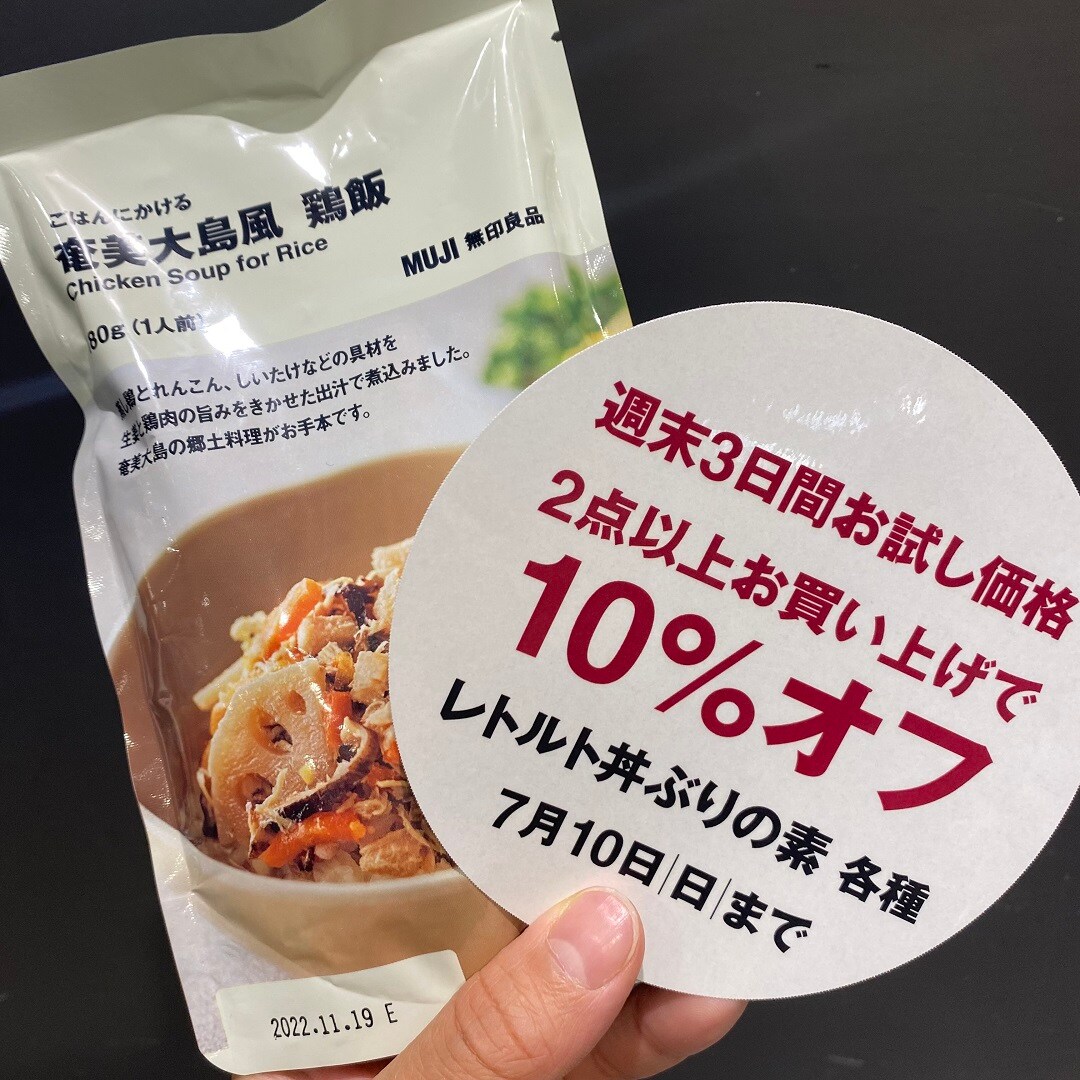 ごはんにかける
奄美大島風 鶏飯
Chicken Soup for Rice
MUJI 無印良品
80g(1人前)
蒸し鶏とれんこん、しいたけなどの具材を
生姜と鶏肉の旨みをきかせた出汁で煮込みました。
奄美大島の郷土料理がお手本です。
2022.11.19 E
週末3日間お試し価格
2点以上お買い上げで
10%オフ
レトルト丼ぶりの素 各種
7月10日|日|まで